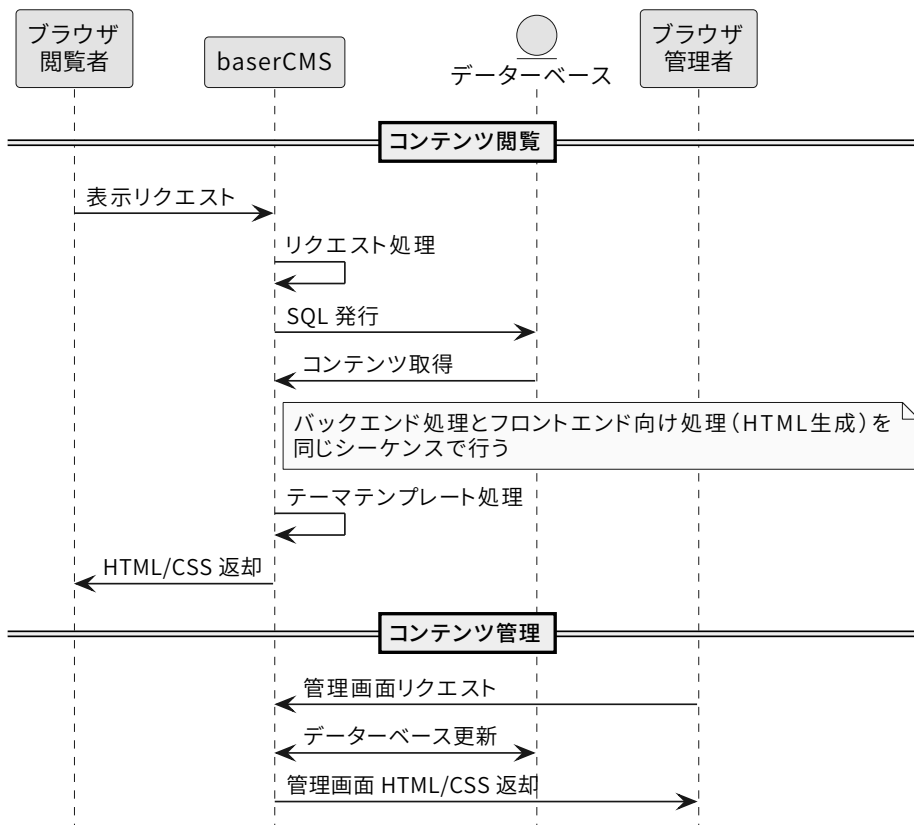 ブラウザ
閲覧者
baserCMS
データーベース
ブラウザ
管理者
コンテンツ閲覧
表示リクエスト
リクエスト処理
SQL 発行
コンテンツ取得
バックエンド処理とフロントエンド向け処理(HTML生成)を
同じシーケンスで行う
テーマテンプレート処理
HTML/CSS 返却
コンテンツ管理
管理画面リクエスト
データーベース更新
管理画面 HTML/CSS 返却